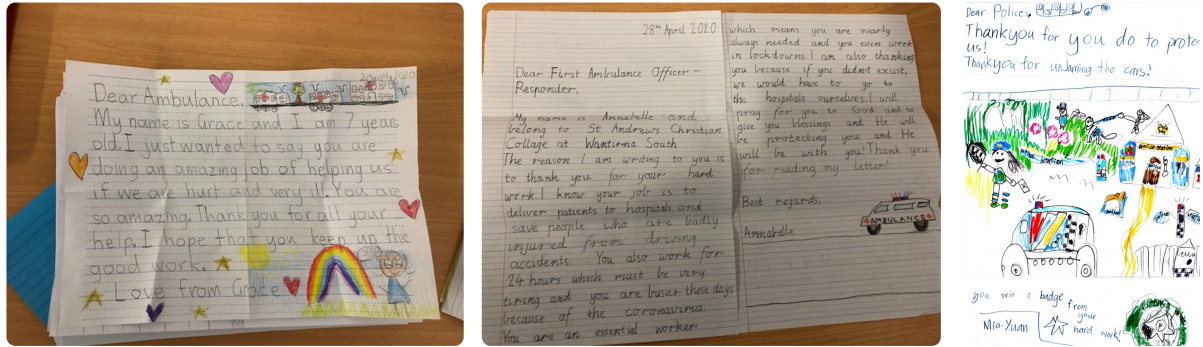 20/04/2020
Dear Ambulance,
My name is Grace and I am 7 years
old. I just wanted to say you are
doing an amazing job of helping us
if we are hurt and very ill. You are
so amazing. Thank you for all your
help. I hope that you keep up the
good work.
Love from Grace
28th April 2020
Dear First Ambulance Officer –
Responder.
My name is Annabelle and
belong to St Andrews Christian
Collage at Wantirna South
The reason I am writing to you is
to thank you for your hard
work. I know your job is to
deliver patients to hospitals and
save people who are badly
injured from driving
accidents. You also work for
24 hours which must be very
tiring and you are busier these days
because of the coronavirus.
You are an essential worker
which means you are nearly
always needed and you even work
in lockdowns. I am also thanking
you because if you didnt excist,
we would have to go to
the hospitals ourselves. I will
pray for you to God and to
give you blessings and He will
be protecting you and He
will be with you! Thank you
for reading my letter!
Best regards.
AMBULANCE
Annabelle
Dear Polices,
Thankyou for you do to protec
us!
Thankyou for unjamming the cars!
Police Station
you win a badge
from
your
hard work!
Mia-Yuan